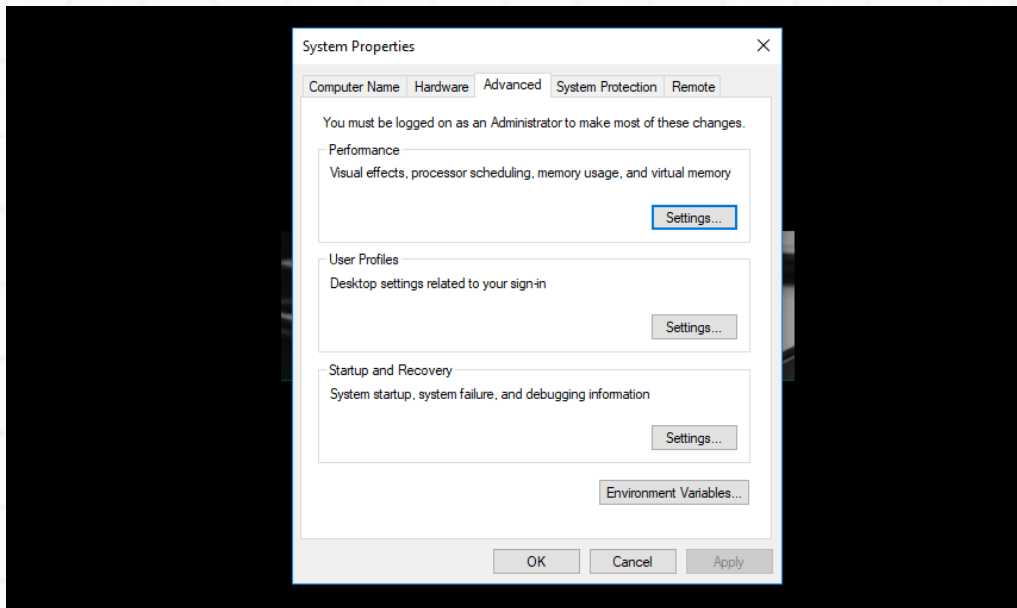 System Properties
Computer Name Hardware Advanced System Protection Remote
You must be logged on as an Administrator to make most of these changes.
Performance
Visual effects, processor scheduling, memory usage, and virtual memory
Settings...
User Profiles
Desktop settings related to your sign-in
Settings...
Startup and Recovery
System startup, system failure, and debugging information
Settings...
Environment Variables...
OK Cancel Apply